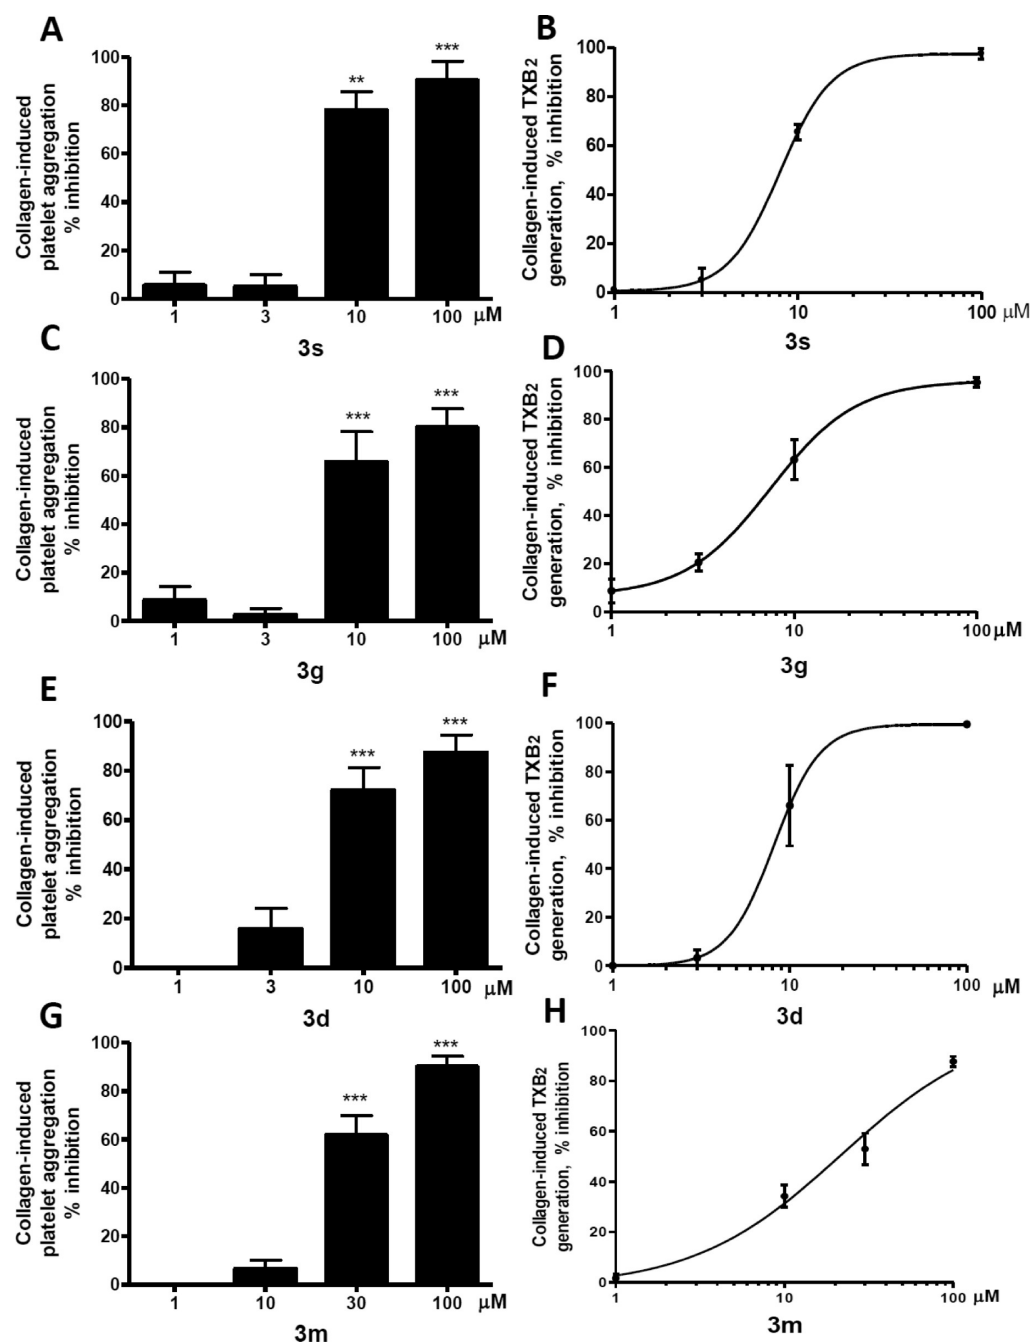 A
Collagen-induced
platelet aggregation
% inhibition
100
80
60
40
20
0
**
***
1 3 10 100 μM
3s
B
Collagen-induced TXB2
generation, % inhibition
100
80
60
40
20
0
1 10 100 μM
3s
C
Collagen-induced
platelet aggregation
% inhibition
100
80
60
40
20
0
***
***
1 3 10 100 μM
3g
D
Collagen-induced TXB2
generation, % inhibition
100
80
60
40
20
0
1 10 100 μM
3g
E
Collagen-induced
platelet aggregation
% inhibition
100
80
60
40
20
0
***
***
1 3 10 100 μM
3d
F
Collagen-induced TXB2
generation, % inhibition
100
80
60
40
20
0
1 10 100 μM
3d
G
Collagen-induced
platelet aggregation
% inhibition
100
80
60
40
20
0
***
***
1 10 30 100 μM
3m
H
Collagen-induced TXB2
generation, % inhibition
100
80
60
40
20
0
1 10 100 μM
3m